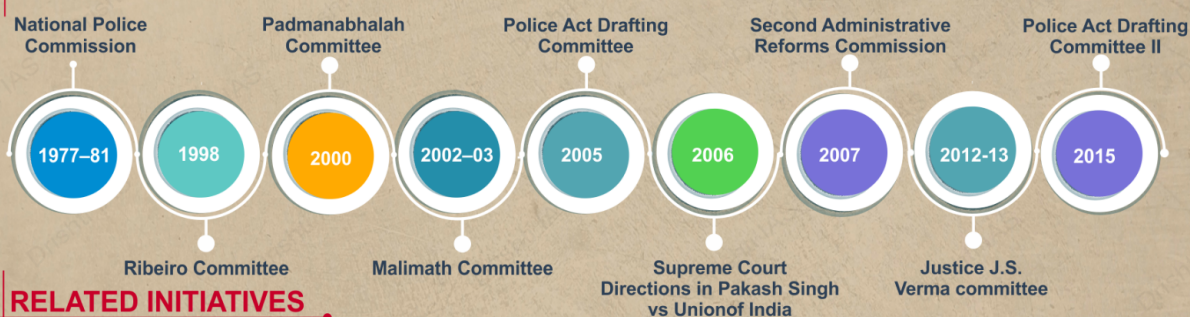 National Police
Commission
Padmanabhalah
Committee
Police Act Drafting
Committee
Second Administrative
Reforms Commission
Police Act Drafting
Committee II
1977–81
1998
2000
2002–03
2005
2006
2007
2012-13
2015
Ribeiro Committee
Malimath Committee
Supreme Court
Directions in Pakash Singh
vs Unionof India
Justice J.S.
Verma committee
RELATED INITIATIVES